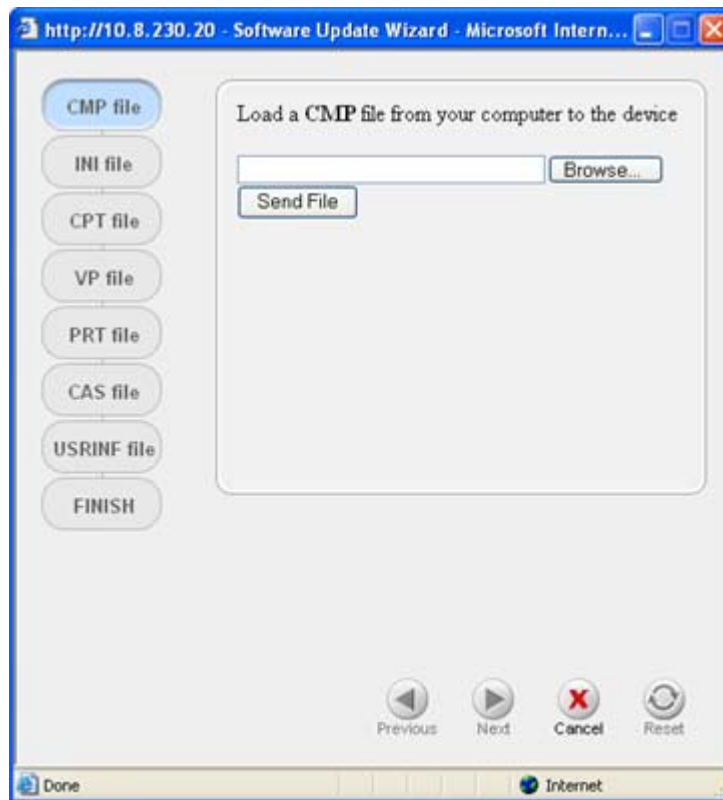 http://10.8.230.20 - Software Update Wizard - Microsoft Intern...
CMP file
INI file
CPT file
VP file
PRT file
CAS file
USRINF file
FINISH
Load a CMP file from your computer to the device
Browse...
Send File
Previous
Next
Cancel
Reset
Done
Internet